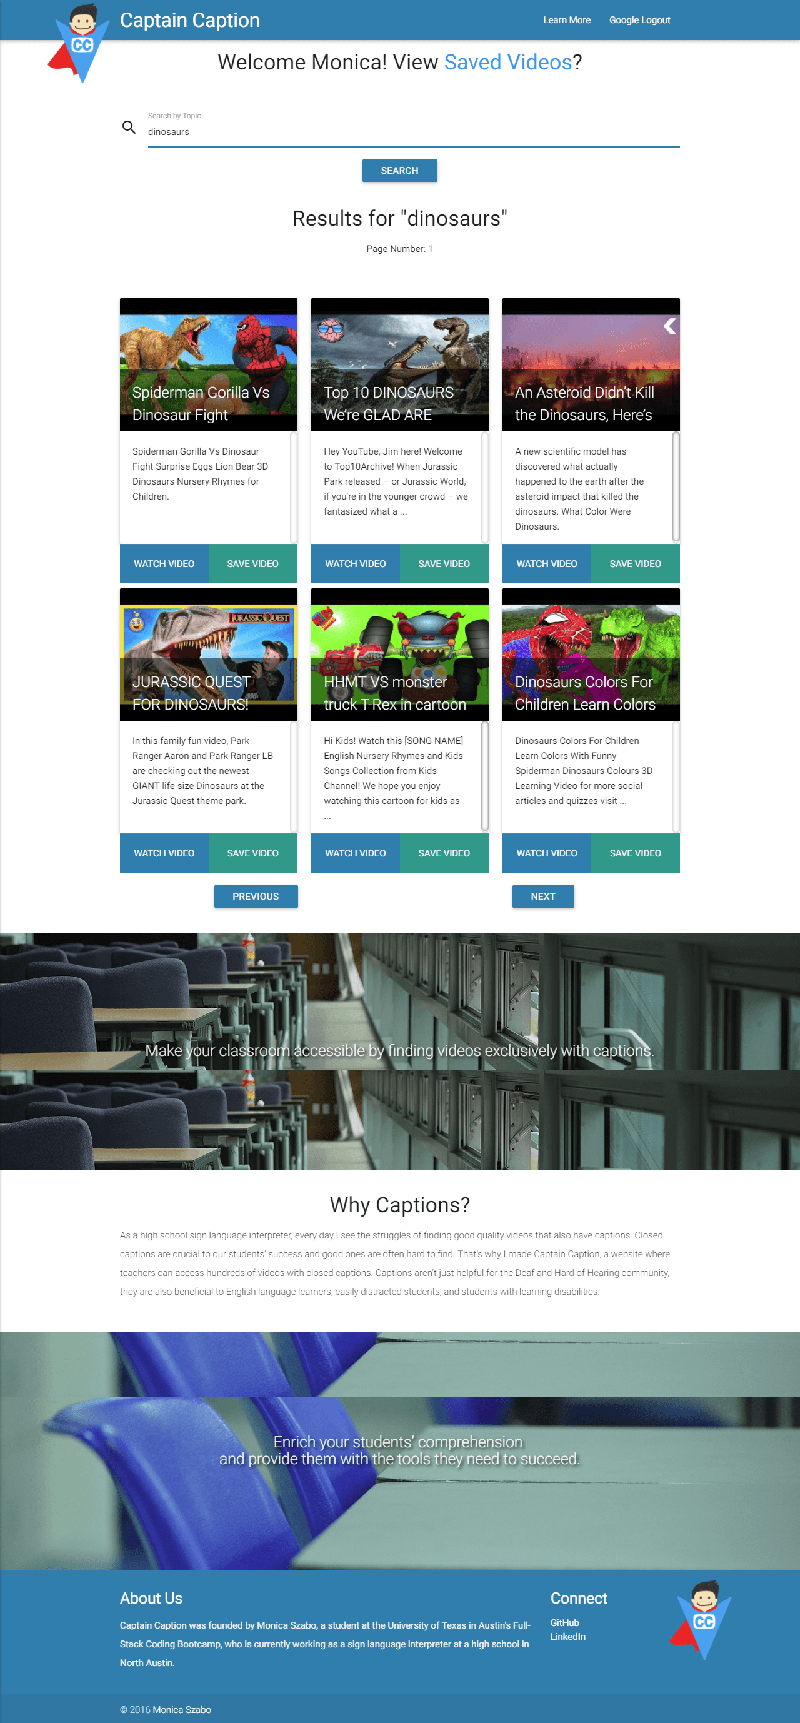 Captain Caption
Learn More
Google Logout
CC
Welcome Monica! View Saved Videos?
Search by Topic
dinosaurs
SEARCH
Results for "dinosaurs"
Page Number: 1
Spiderman Gorilla Vs
Dinosaur Fight
Spiderman Gorilla Vs Dinosaur
Fight Surprise Eggs Lion Bear 3D
Dinosaurs Nursery Rhymes for
Children.
WATCH VIDEO
SAVE VIDEO
Top 10 DINOSAURS
We're GLAD ARE
Hey YouTube, Jim here! Welcome
to Top10Archive! When Jurassic
Park released – or Jurassic World,
if you're in the younger crowd – we
fantasized what a ...
WATCH VIDEO
SAVE VIDEO
An Asteroid Didn't Kill
the Dinosaurs, Here's
A new scientific model has
discovered what actually
happened to the earth after the
asteroid impact that killed the
dinosaurs. What Color Were
Dinosaurs.
WATCH VIDEO
SAVE VIDEO
JURASSIC QUEST
JURASSIC QUEST
FOR DINOSAURS!
In this family fun video, Park
Ranger Aaron and Park Ranger LB
are checking out the newest
GIANT life size Dinosaurs at the
Jurassic Quest theme park.
WATCH VIDEO
SAVE VIDEO
HHMT VS monster
truck T-Rex in cartoon
Hi Kids! Watch this [SONG NAME]
English Nursery Rhymes and Kids
Songs Collection from Kids
Channel! We hope you enjoy
watching this cartoon for kids as
...
WATCH VIDEO
SAVE VIDEO
Dinosaurs Colors For
Children Learn Colors
Dinosaurs Colors For Children
Learn Colors With Funny
Spiderman Dinosaurs Colours 3D
Learning Video for more social
articles and quizzes visit ...
WATCH VIDEO
SAVE VIDEO
PREVIOUS
NEXT
Make your classroom accessible by finding videos exclusively with captions.
Why Captions?
As a high school sign language interpreter, every day I see the struggles of finding good quality videos that also have captions. Closed
captions are crucial to our students' success and good ones are often hard to find. That's why I made Captain Caption, a website where
teachers can access hundreds of videos with closed captions. Captions aren't just helpful for the Deaf and Hard of Hearing community,
they are also beneficial to English language learners, easily distracted students, and students with learning disabilities.
Enrich your students' comprehension
and provide them with the tools they need to succeed.
About Us
Captain Caption was founded by Monica Szabo, a student at the University of Texas in Austin's Full-
Stack Coding Bootcamp, who is currently working as a sign language interpreter at a high school in
North Austin.
Connect
GitHub
LinkedIn
CC
© 2016 Monica Szabo